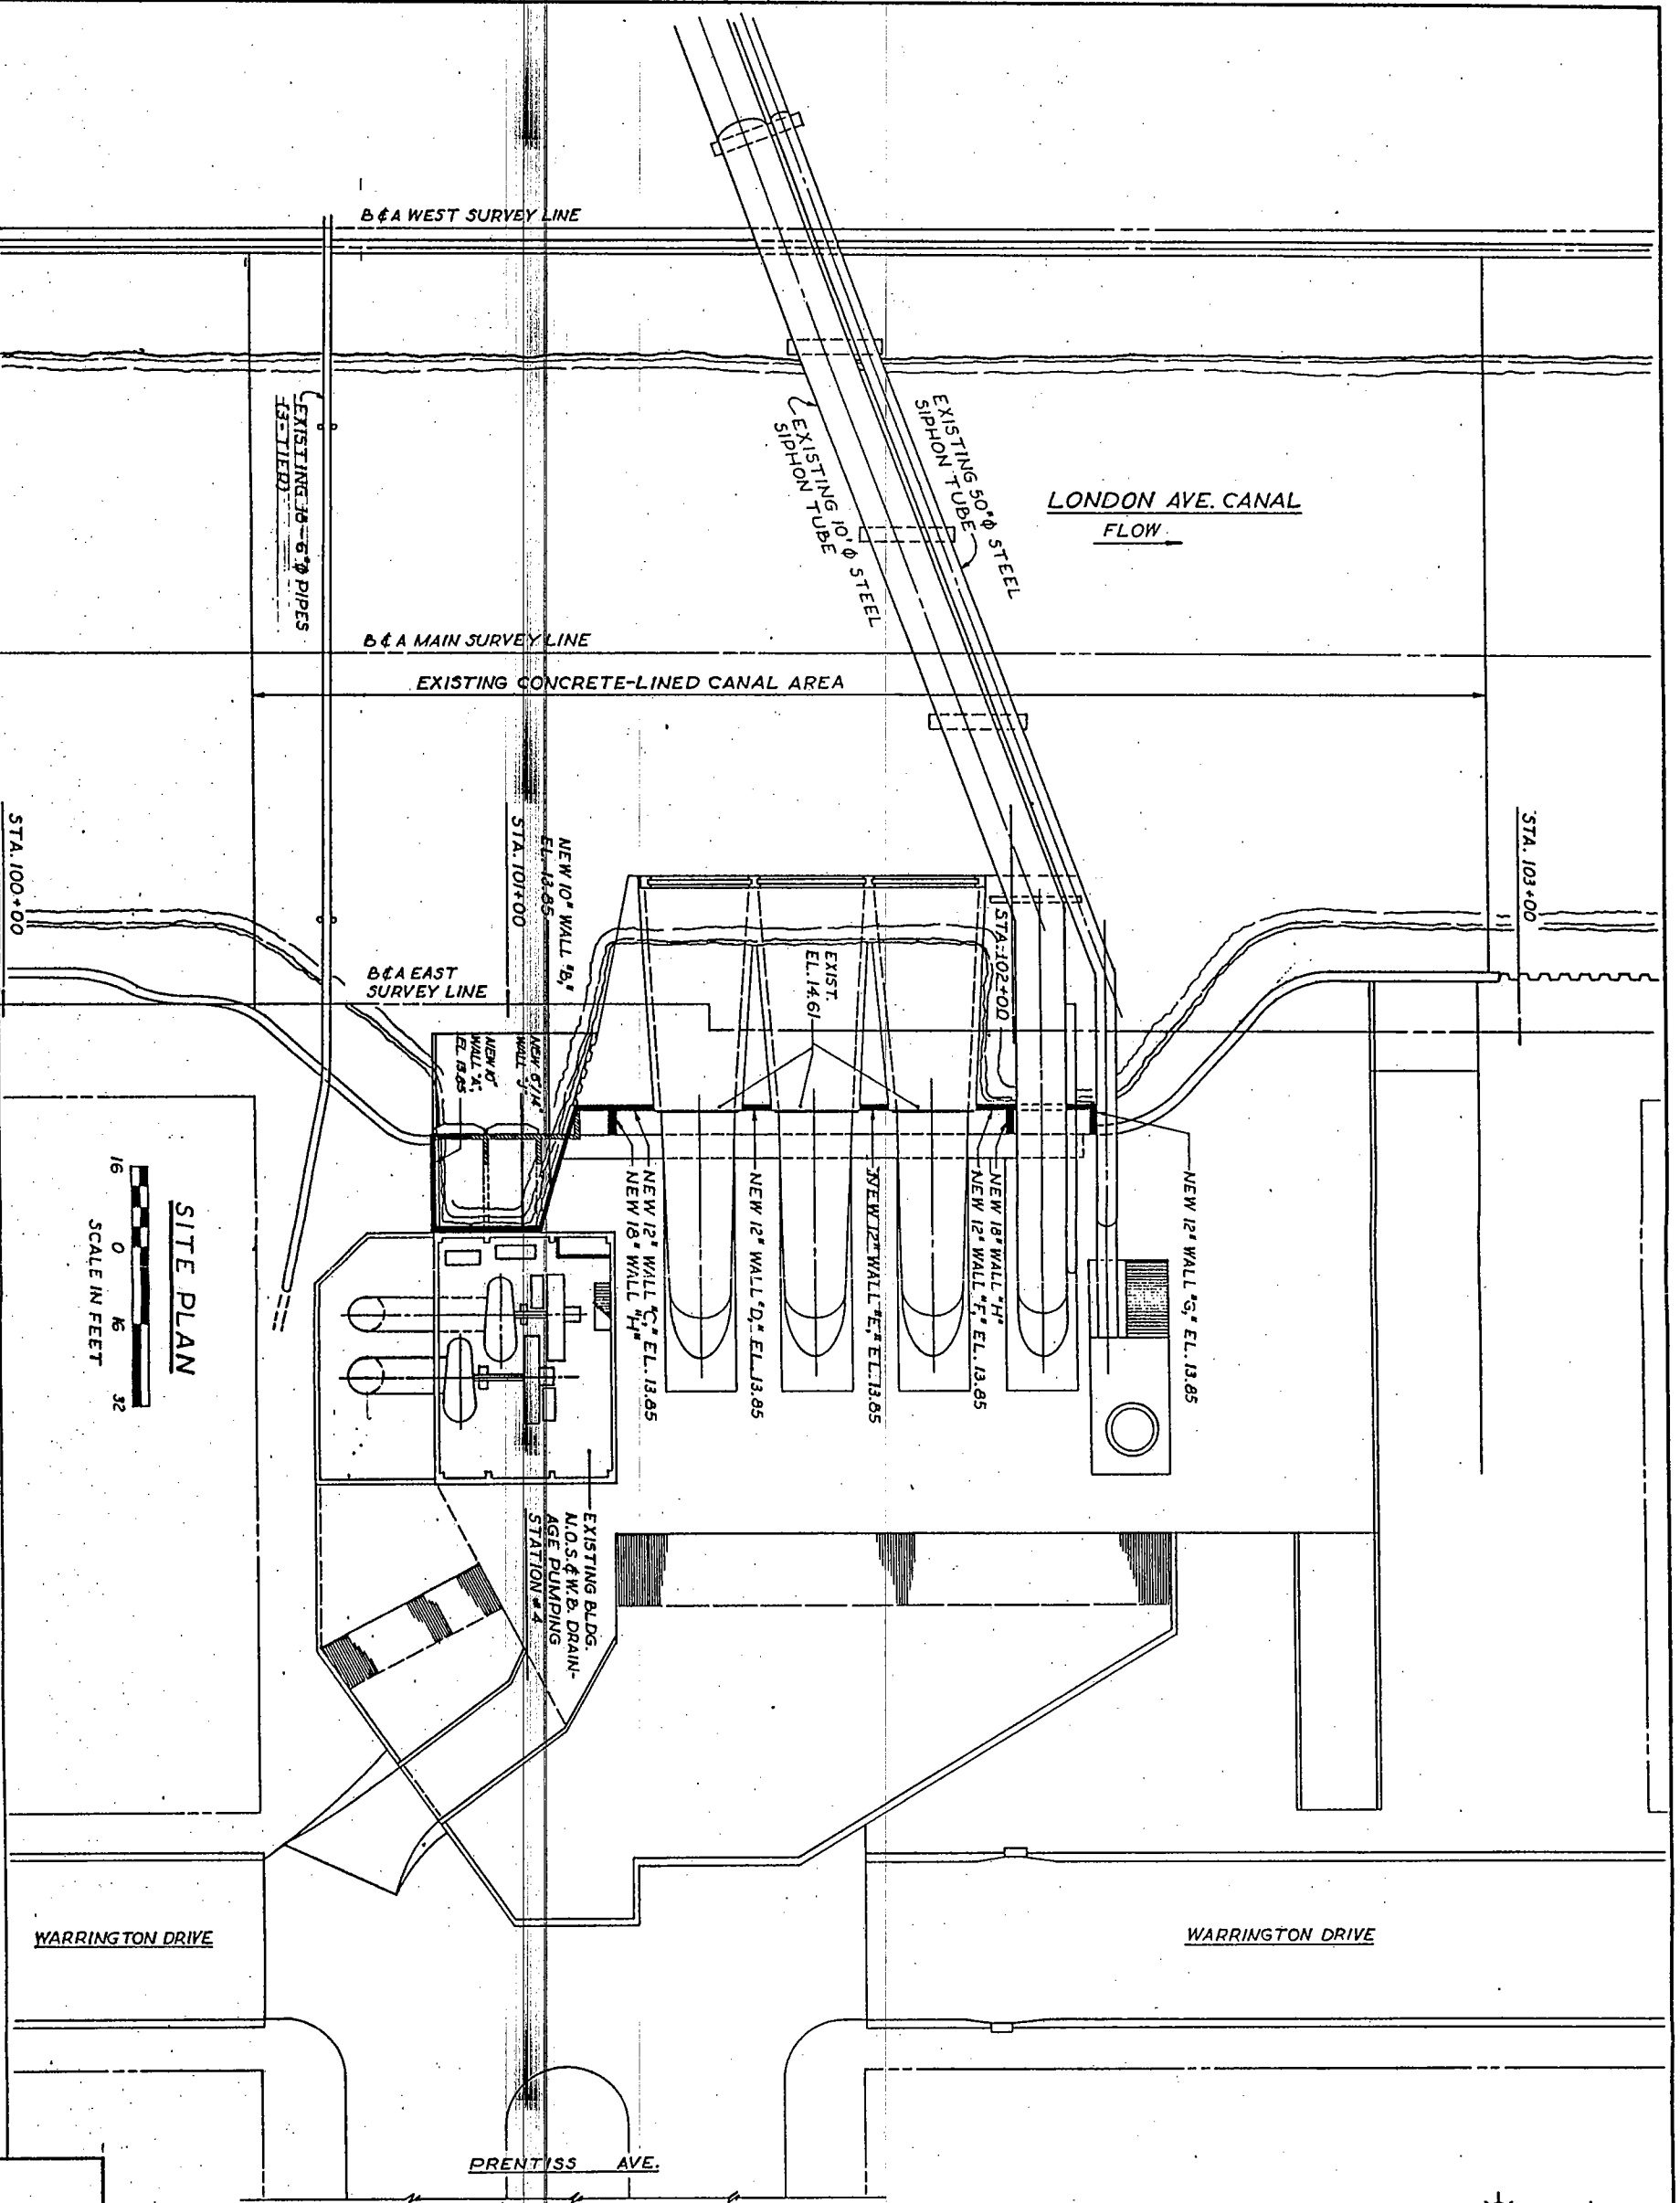 B & A WEST SURVEY LINE
EXISTING 18-6"Ø PIPES
(3-TIER)
EXISTING 50"Ø STEEL
SIPHON TUBE
EXISTING 10'Ø STEEL
SIPHON TUBE
LONDON AVE. CANAL
FLOW
B & A MAIN SURVEY LINE
EXISTING CONCRETE-LINED CANAL AREA
STA. 100+00
STA. 101+00
NEW 10" WALL "B,"
EL. 13.85
STA. 102+00
STA. 103+00
EXIST.
EL. 14.61
B & A EAST
SURVEY LINE
NEW 10"
WALL "A"
EL. 13.85
NEW 12" WALL "C," EL. 13.85
NEW 18" WALL "H"
NEW 12" WALL "D," EL. 13.85
NEW 12" WALL "E," EL. 13.85
NEW 18" WALL "H"
NEW 12" WALL "F," EL. 13.85
NEW 12" WALL "G," EL. 13.85
SITE PLAN
16 0 16 32
SCALE IN FEET
EXISTING BLDG.
N.O.S.& W.B. DRAIN-
AGE PUMPING
STATION #4
WARRINGTON DRIVE
WARRINGTON DRIVE
PRENTISS AVE.